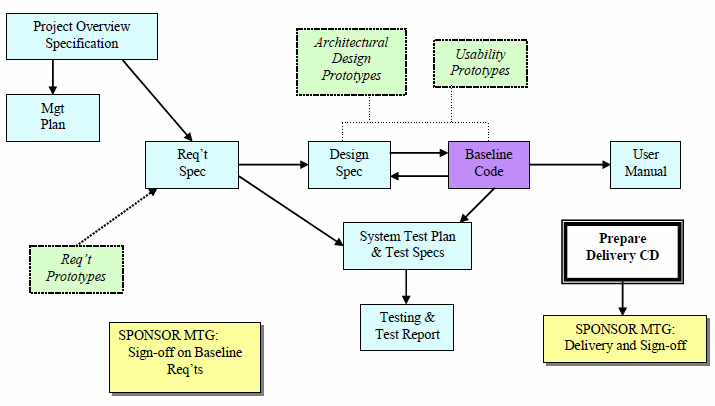 Project Overview
Specification
Architectural
Design
Prototypes
Usability
Prototypes
Mgt
Plan
Req't
Spec
Design
Spec
Baseline
Code
User
Manual
System Test Plan
& Test Specs
Prepare
Delivery CD
Req't
Prototypes
Testing &
Test Report
SPONSOR MTG:
Sign-off on Baseline
Req'ts
SPONSOR MTG:
Delivery and Sign-off